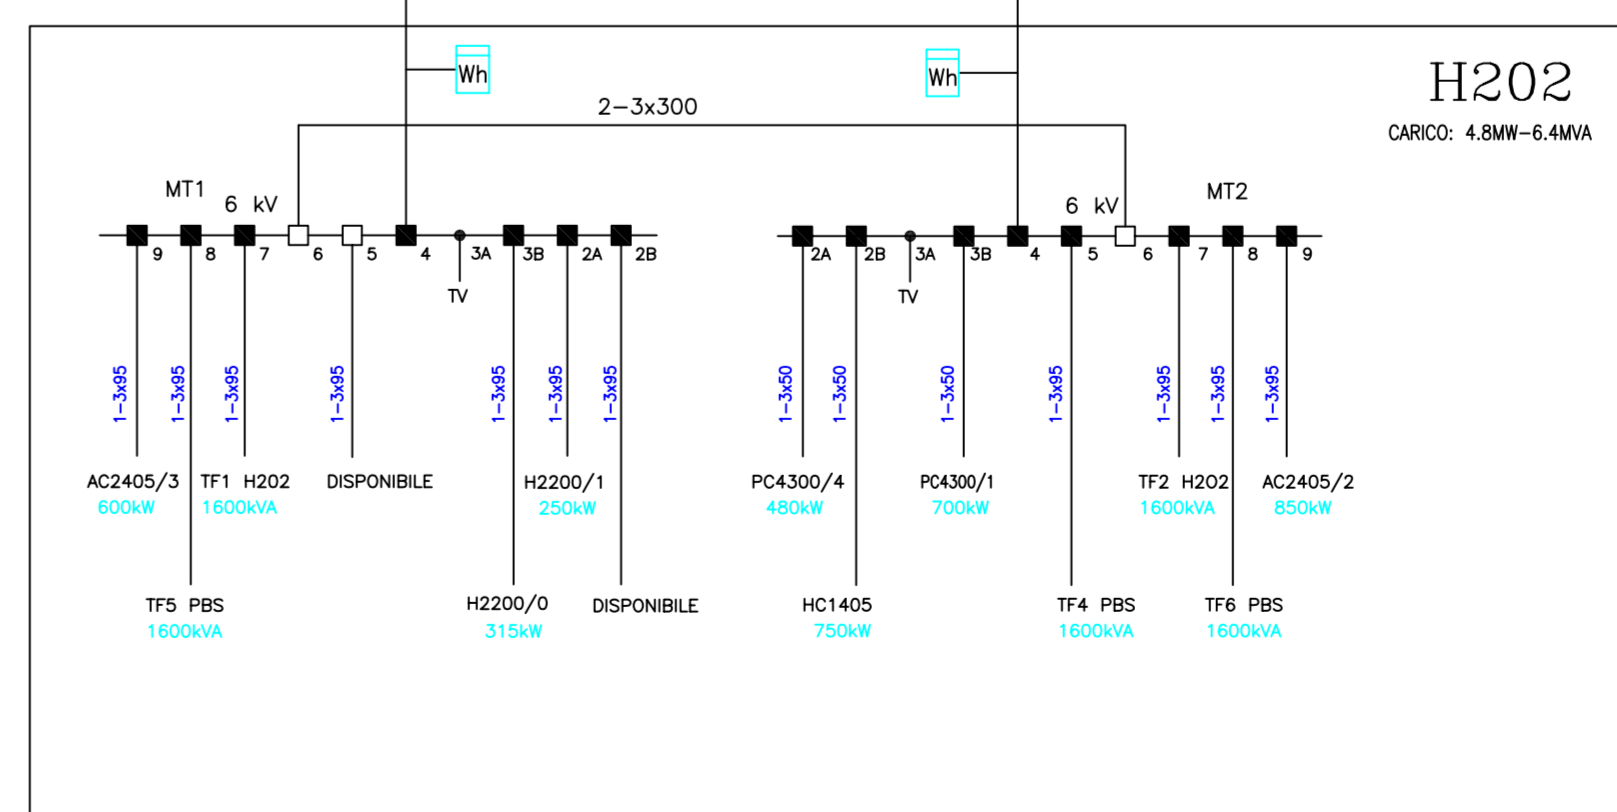 Wh
Wh
H202
2-3x300
CARICO: 4.8MW-6.4MVA
MT1
MT2
6 kV
6 kV
9
8
7
6
5
4
3A
3B
2A
2B
2A
2B
3A
3B
4
5
6
7
8
9
TV
TV
1-3x95
1-3x95
1-3x95
1-3x95
1-3x95
1-3x95
1-3x95
1-3x50
1-3x50
1-3x50
1-3x95
1-3x95
1-3x95
1-3x95
AC2405/3
600kW
TF1 H202
1600kVA
DISPONIBILE
H2200/1
250kW
PC4300/4
480kW
PC4300/1
700kW
TF2 H202
1600kVA
AC2405/2
850kW
TF5 PBS
1600kVA
H2200/0
315kW
DISPONIBILE
HC1405
750kW
TF4 PBS
1600kVA
TF6 PBS
1600kVA